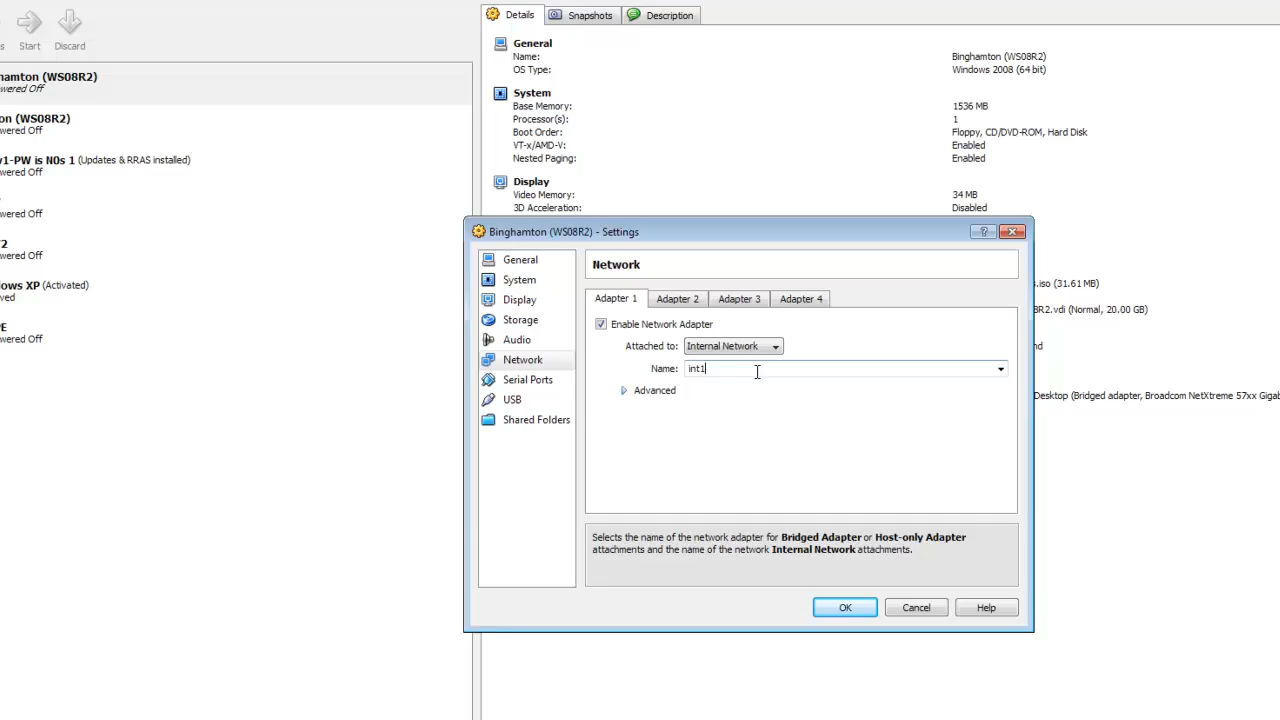 Details Snapshots Description
s Start Discard
General
Name: Binghamton (WS08R2)
OS Type: Windows 2008 (64 bit)
System
Base Memory: 1536 MB
Processor(s): 1
Boot Order: Floppy, CD/DVD-ROM, Hard Disk
VT-x/AMD-V: Enabled
Nested Paging: Enabled
Display
Video Memory: 34 MB
3D Acceleration: Disabled
hamton (WS08R2)
wered Off
on (WS08R2)
wered Off
v1-PW is N0s 1 (Updates & RRAS installed)
wered Off
wered Off
2
wered Off
ows XP (Activated)
ved
PE
wered Off
Binghamton (WS08R2) - Settings
General
System
Display
Storage
Audio
Network
Serial Ports
USB
Shared Folders
Network
Adapter 1 Adapter 2 Adapter 3 Adapter 4
Enable Network Adapter
Attached to: Internal Network
Name: int1
Advanced
Selects the name of the network adapter for Bridged Adapter or Host-only Adapter
attachments and the name of the network Internal Network attachments.
OK Cancel Help
s.iso (31.61 MB)
BR2.vdi (Normal, 20.00 GB)
nd
Desktop (Bridged adapter, Broadcom NetXtreme 57xx Gigab